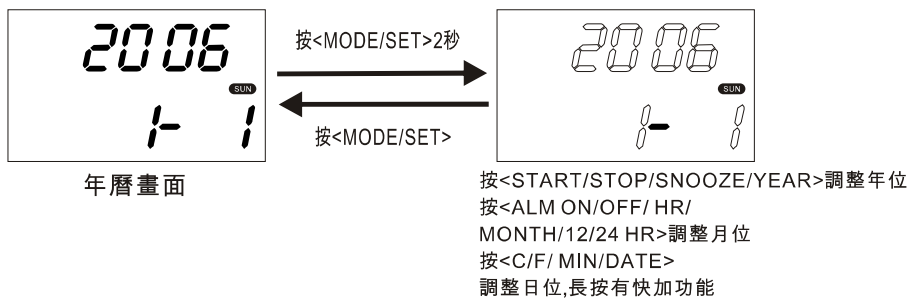 2006
SUN
1- 1
年曆畫面
按<MODE/SET>2秒
按<MODE/SET>
2006
SUN
1- 1
按<START/STOP/SNOOZE/YEAR>調整年位
按<ALM ON/OFF/ HR/
MONTH/12/24 HR>調整月位
按<C/F/ MIN/DATE>
調整日位,長按有快加功能